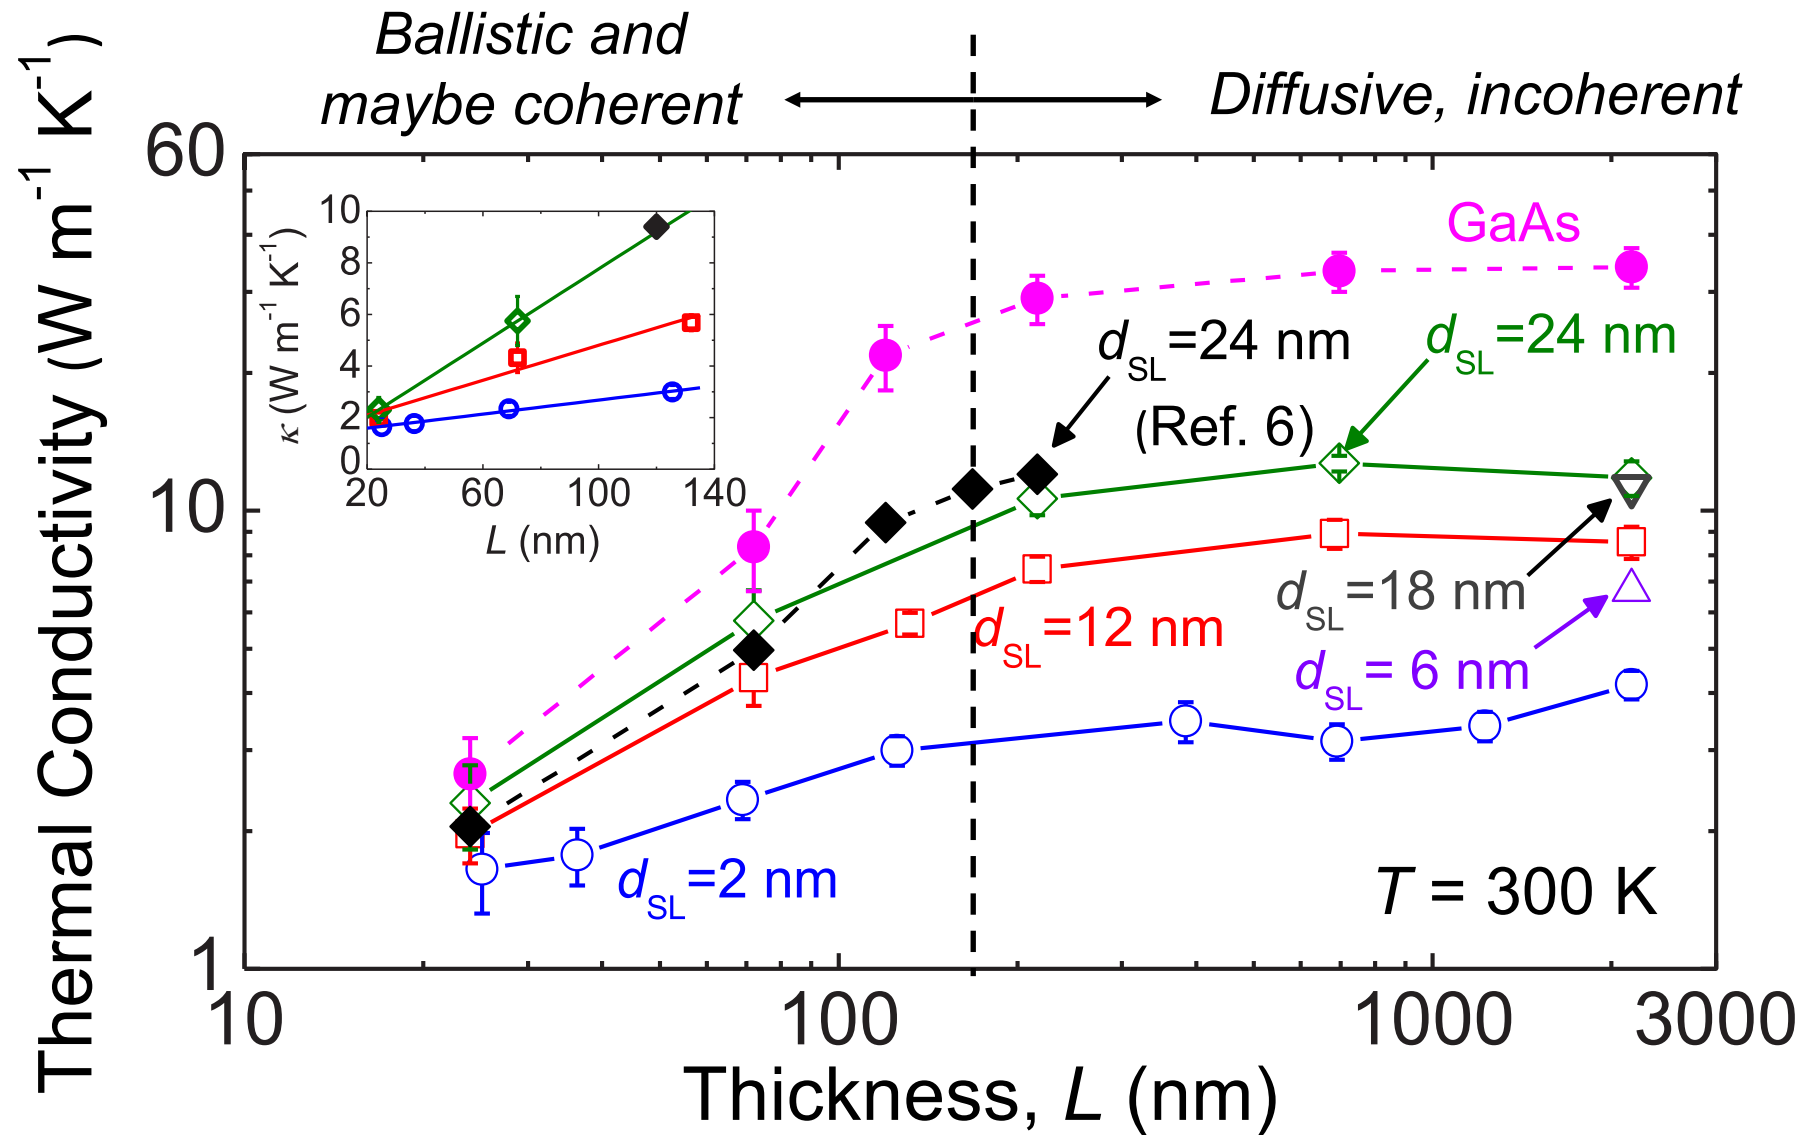 Ballistic and
maybe coherent
Diffusive, incoherent
Thermal Conductivity (W m⁻¹ K⁻¹)
60
10
1
10
100
1000
3000
Thickness, L (nm)
κ (W m⁻¹ K⁻¹)
10
8
6
4
2
0
20
60
100
140
L (nm)
GaAs
dSL=24 nm
(Ref. 6)
dSL=24 nm
dSL=18 nm
dSL=12 nm
dSL= 6 nm
dSL=2 nm
T = 300 K